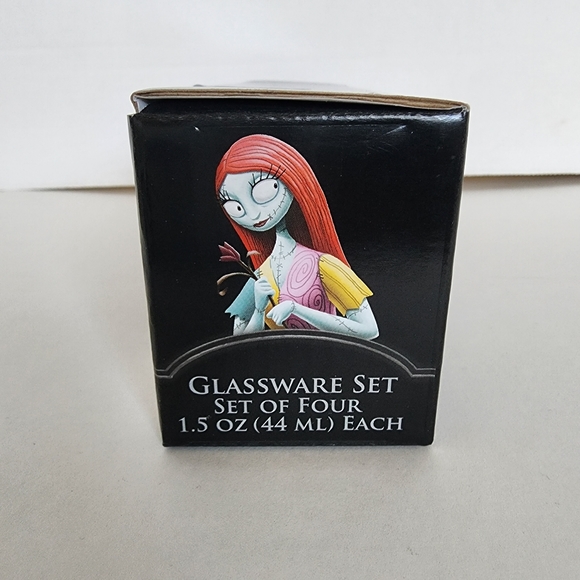 GLASSWARE SET
SET OF FOUR
1.5 OZ (44 ML) EACH